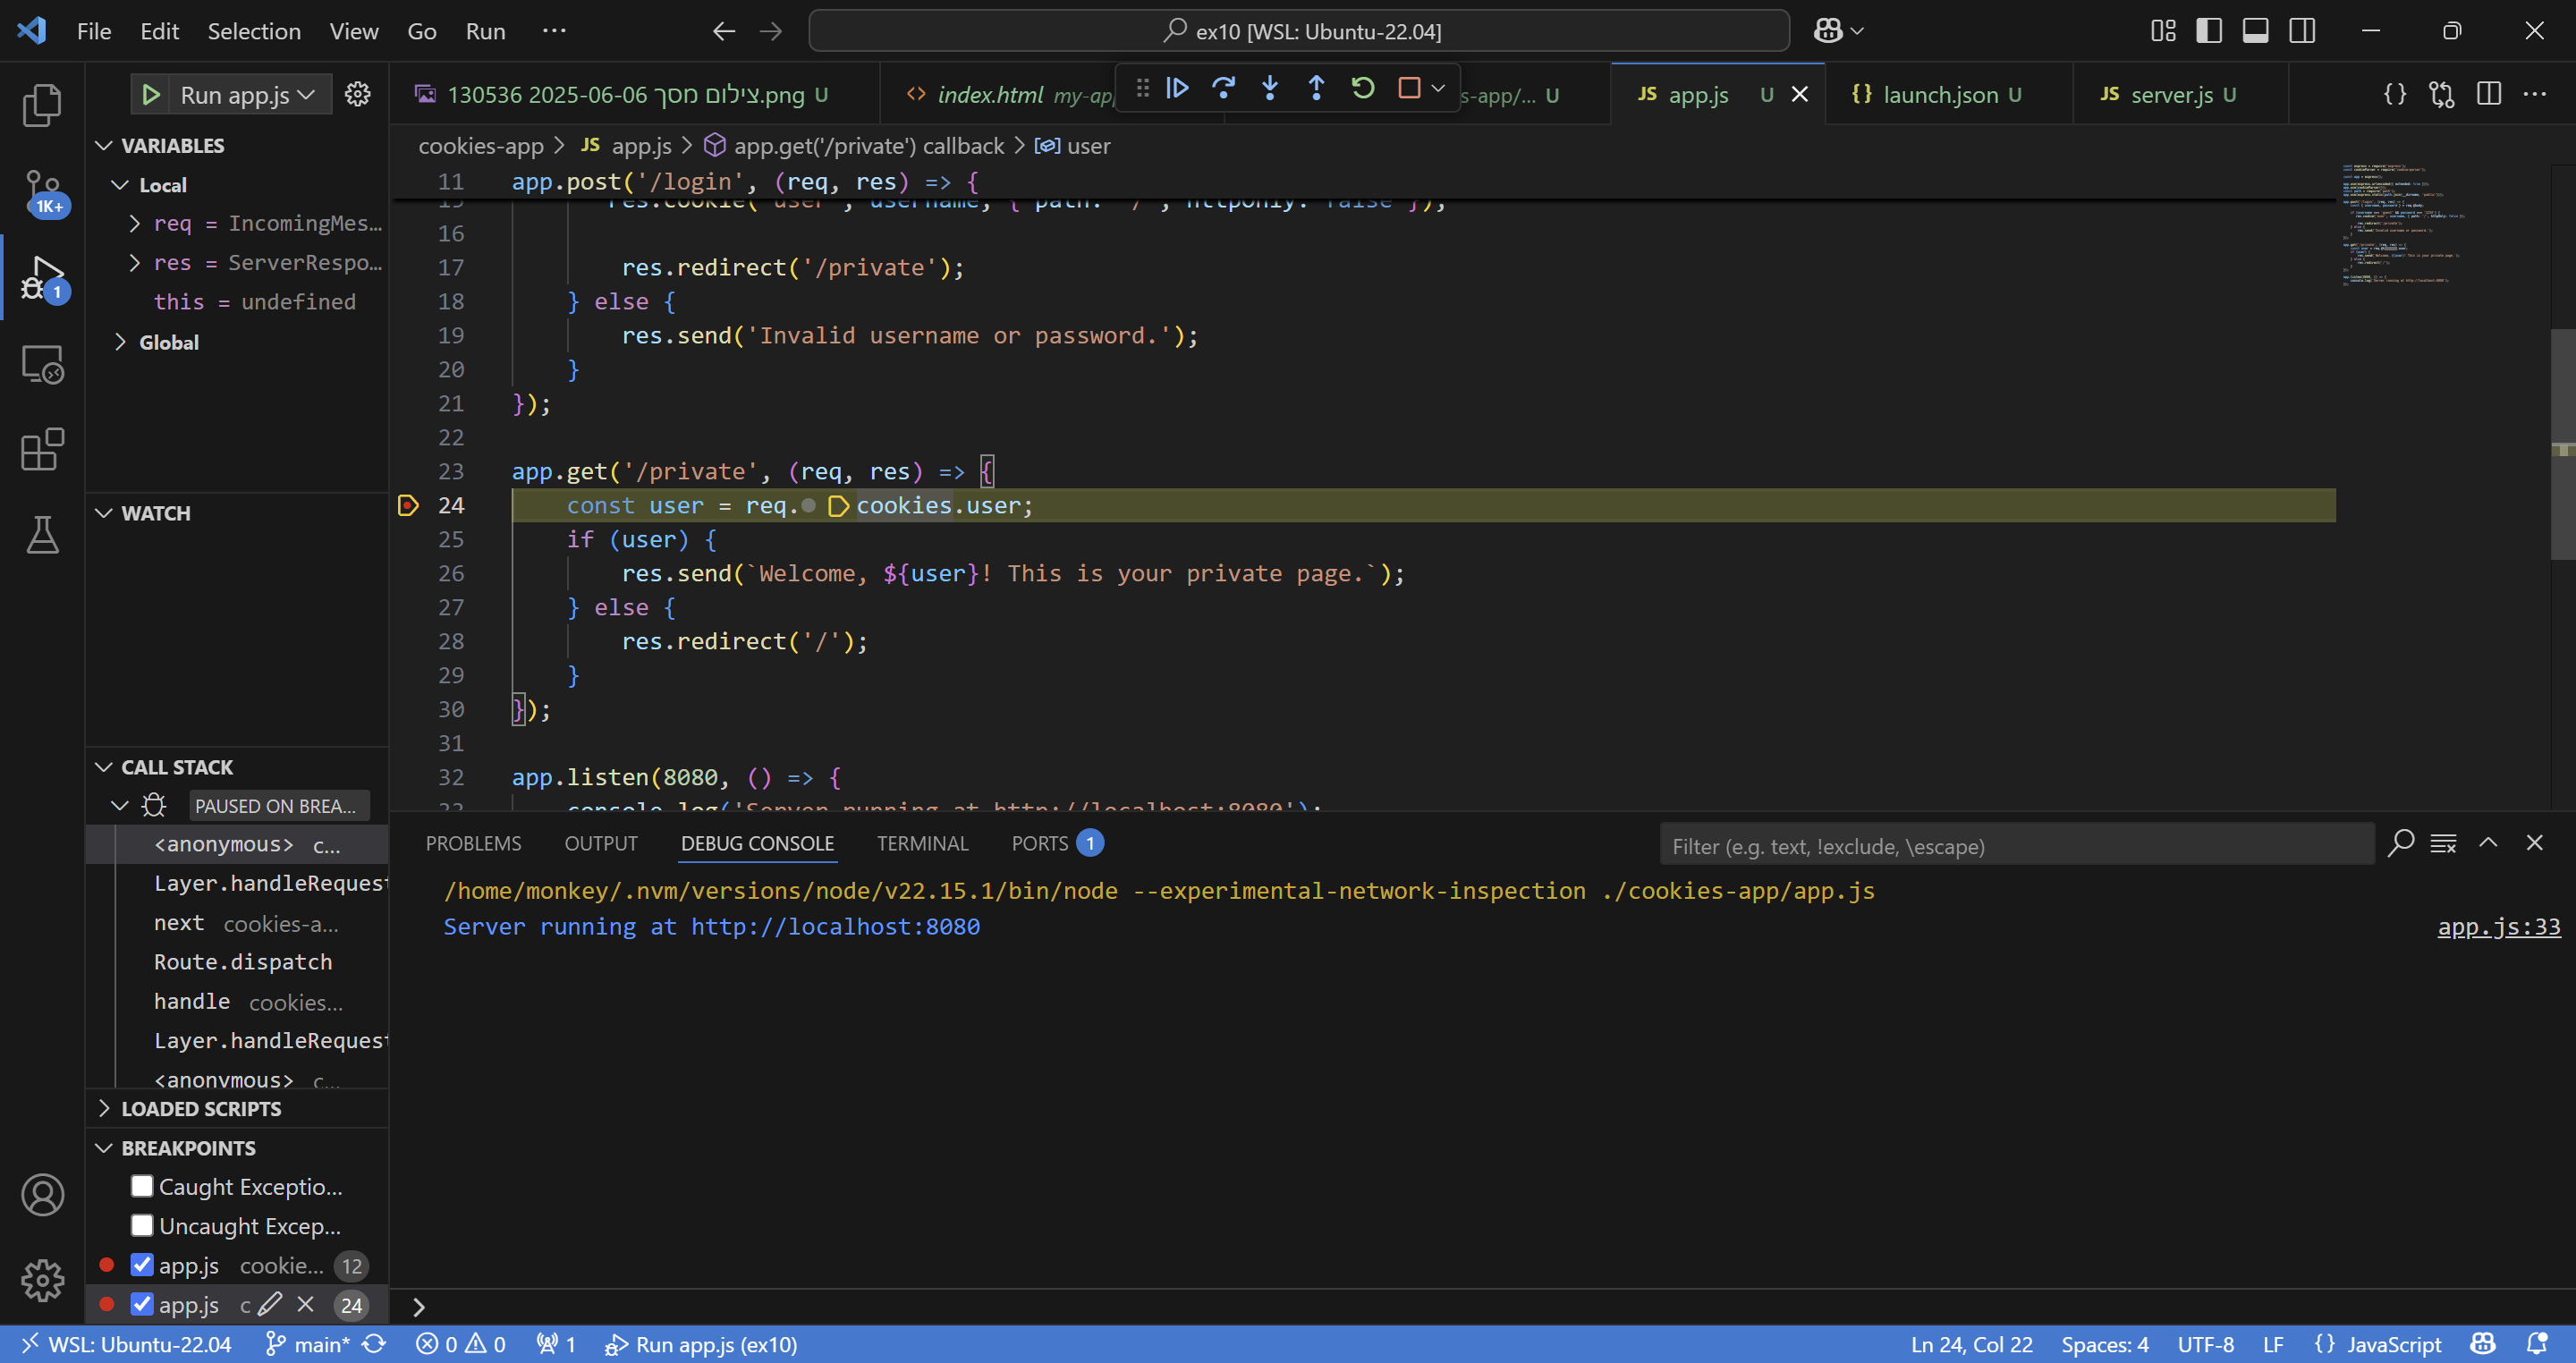 File Edit Selection View Go Run ··· ex10 [WSL: Ubuntu-22.04]
Run app.js
130536 2025-06-06 צילום מסך.png U index.html my-ap s-app/... U app.js U launch.json U server.js U
cookies-app > JS app.js > app.get('/private') callback > user
VARIABLES
Local
req = IncomingMes...
res = ServerRespo...
this = undefined
Global
WATCH
CALL STACK
PAUSED ON BREA...
<anonymous> c...
Layer.handleRequest
next cookies-a...
Route.dispatch
handle cookies...
Layer.handleRequest
<anonymous> c...
LOADED SCRIPTS
BREAKPOINTS
Caught Exceptio...
Uncaught Excep...
app.js cookie... 12
app.js c 24
11 app.post('/login', (req, res) => {
15 res.cookie('user', username, { path: '/', httpOnly: false });
16
17 res.redirect('/private');
18 } else {
19 res.send('Invalid username or password.');
20 }
21 });
22
23 app.get('/private', (req, res) => {
24 const user = req.cookies.user;
25 if (user) {
26 res.send(`Welcome, ${user}! This is your private page.`);
27 } else {
28 res.redirect('/');
29 }
30 });
31
32 app.listen(8080, () => {
33 console.log('Server running at http://localhost:8080');
PROBLEMS OUTPUT DEBUG CONSOLE TERMINAL PORTS 1 Filter (e.g. text, !exclude, \escape)
/home/monkey/.nvm/versions/node/v22.15.1/bin/node --experimental-network-inspection ./cookies-app/app.js
Server running at http://localhost:8080 app.js:33
1K+
1
WSL: Ubuntu-22.04 main* 0 0 1 Run app.js (ex10) Ln 24, Col 22 Spaces: 4 UTF-8 LF {} JavaScript